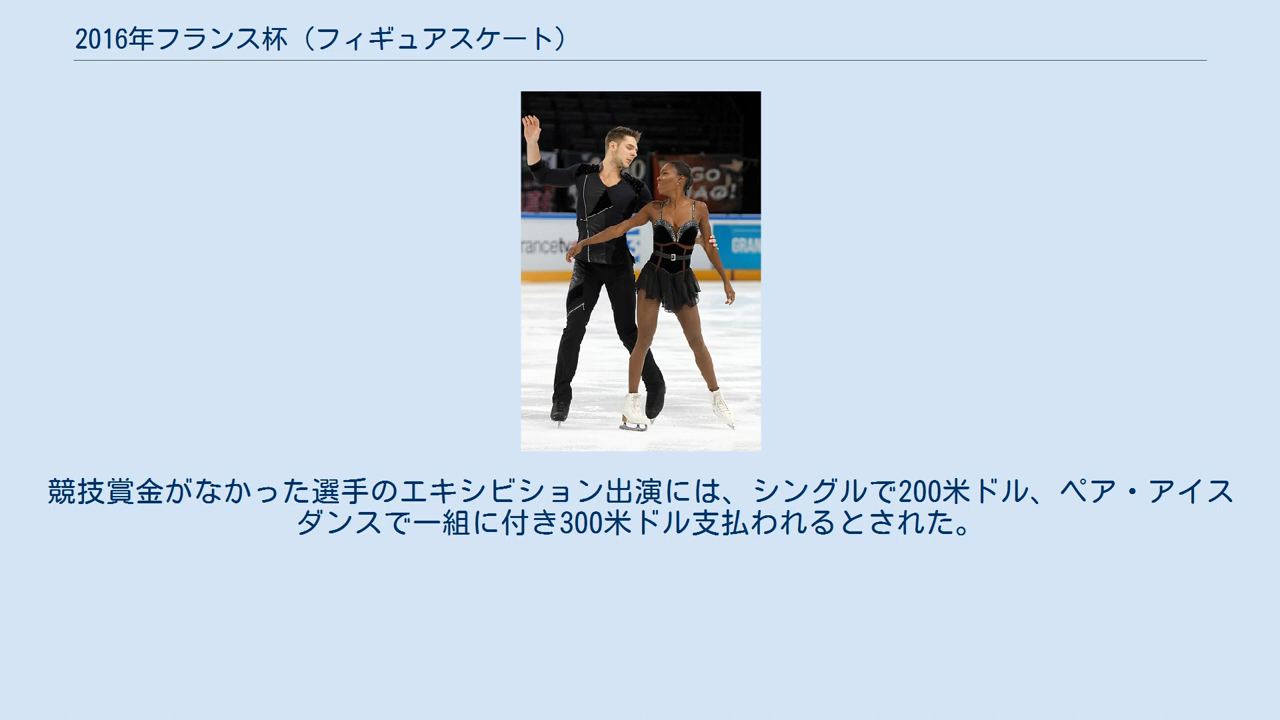 2016年フランス杯（フィギュアスケート）
GO
rancetv
GRAN
競技賞金がなかった選手のエキシビション出演には、シングルで200米ドル、ペア・アイス
ダンスで一組に付き300米ドル支払われるとされた。